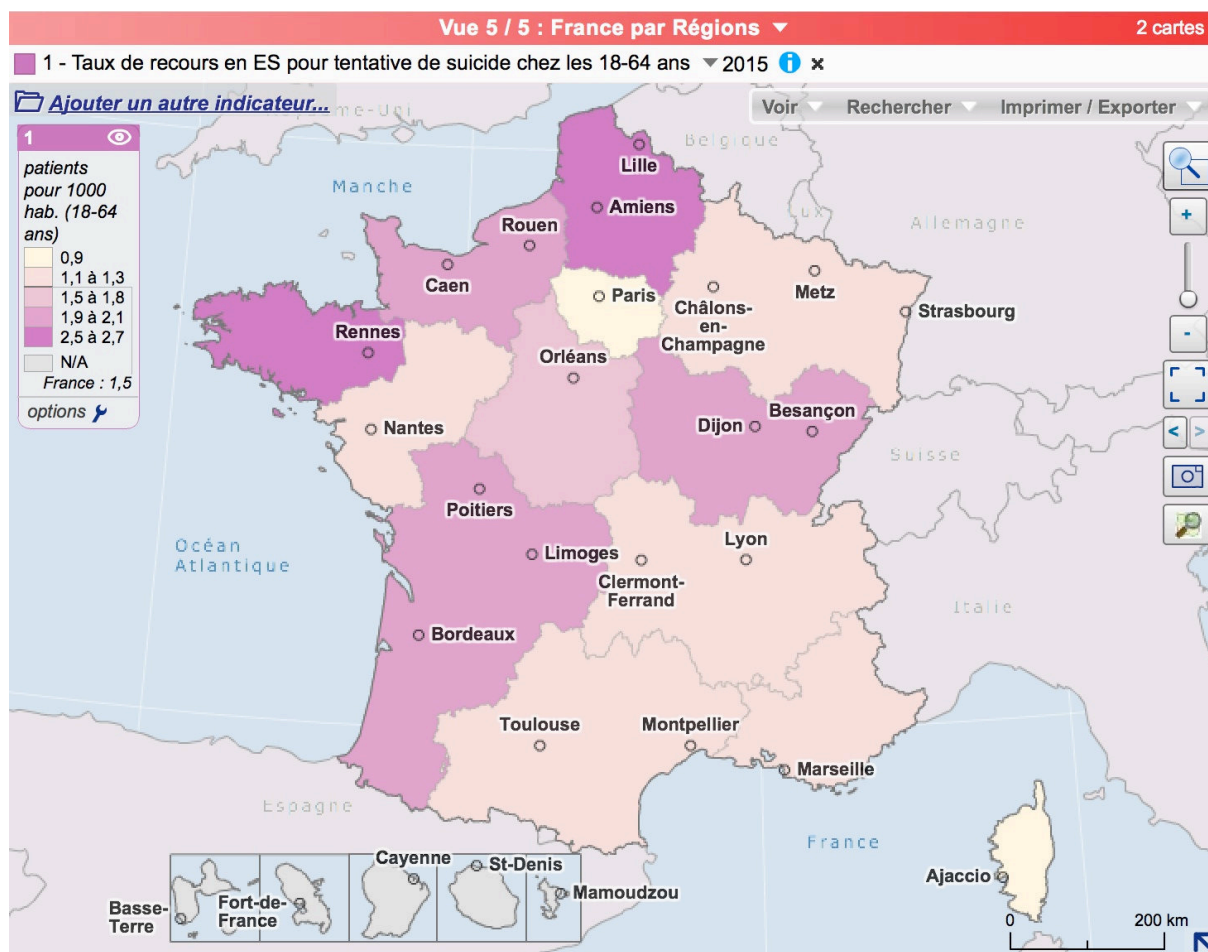 Vue 5 / 5 : France par Régions
2 cartes
1 - Taux de recours en ES pour tentative de suicide chez les 18-64 ans 2015 i x
Ajouter un autre indicateur...
Voir Rechercher Imprimer / Exporter
1
patients
pour 1000
hab. (18-64
ans)
0,9
1,1 à 1,3
1,5 à 1,8
1,9 à 2,1
2,5 à 2,7
N/A
France : 1,5
options
Belgique
Lux
Allemagne
Manche
Lille
Amiens
Rouen
Caen
Paris
Châlons-
en-
Champagne
Metz
Strasbourg
Rennes
Orléans
Nantes
Dijon
Besançon
Suisse
Poitiers
Limoges
Océan
Atlantique
Lyon
Clermont-
Ferrand
Italie
Bordeaux
Toulouse
Montpellier
Marseille
Espagne
France
Ajaccio
Basse-
Terre
Fort-de-
France
Cayenne
St-Denis
Mamoudzou
+
-
< >
0 200 km